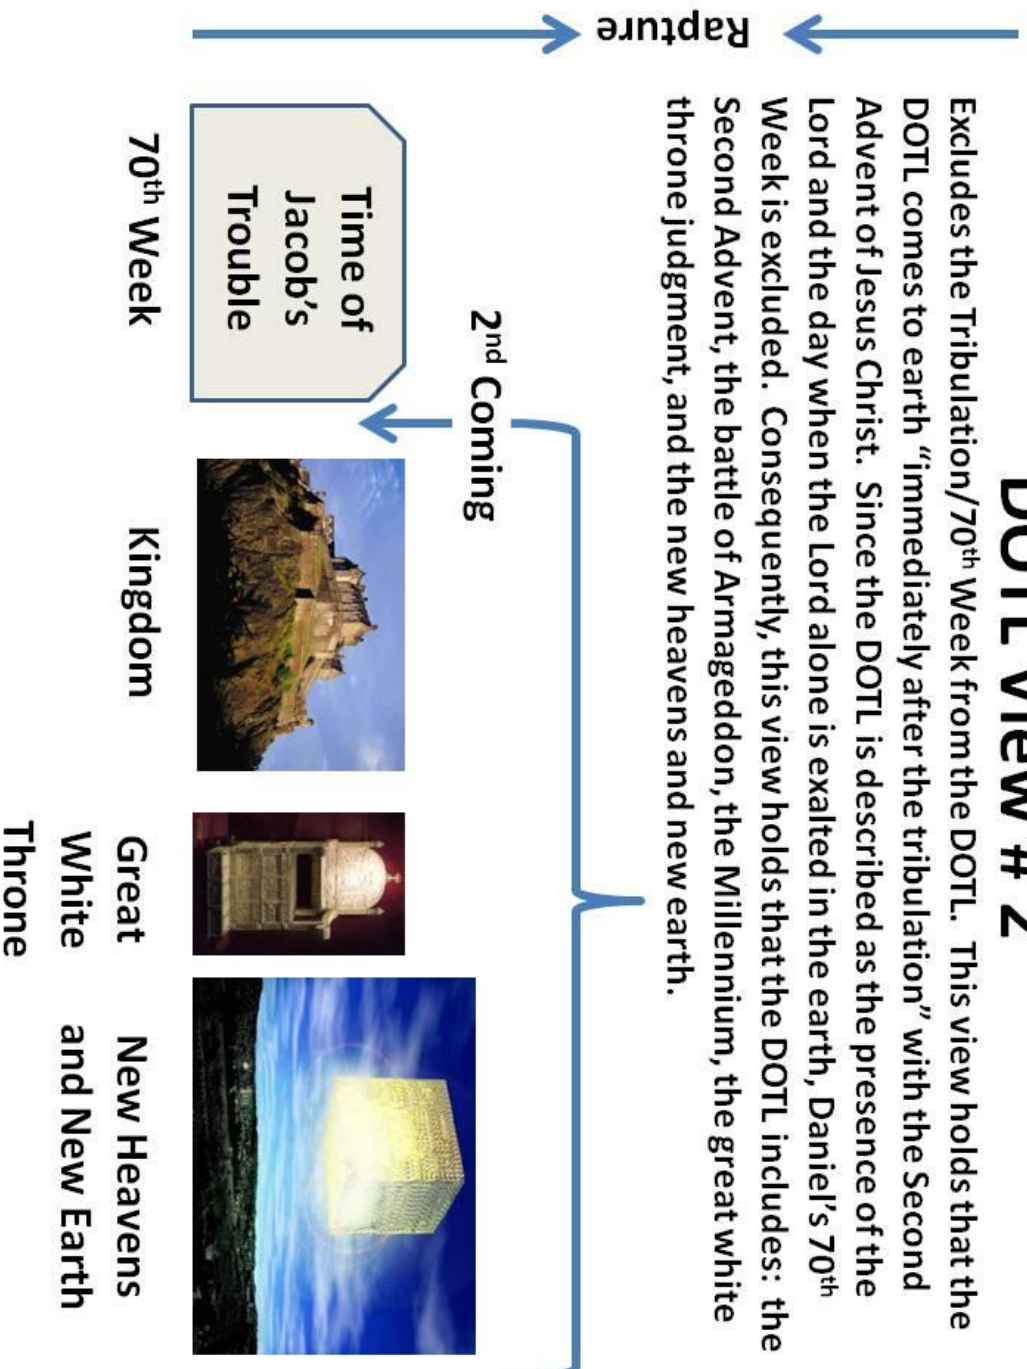 DOTL View # 2
Excludes the Tribulation/70th Week from the DOTL.  This view holds that the
DOTL comes to earth “immediately after the tribulation” with the Second
Advent of Jesus Christ.  Since the DOTL is described as the presence of the
Lord and the day when the Lord alone is exalted in the earth, Daniel’s 70th
Week is excluded.  Consequently, this view holds that the DOTL includes:  the
Second Advent, the battle of Armageddon, the Millennium, the great white
throne judgment, and the new heavens and new earth.
Rapture
2nd Coming
Time of
Jacob’s
Trouble
70th Week
Kingdom
Great
White
Throne
New Heavens
and New Earth